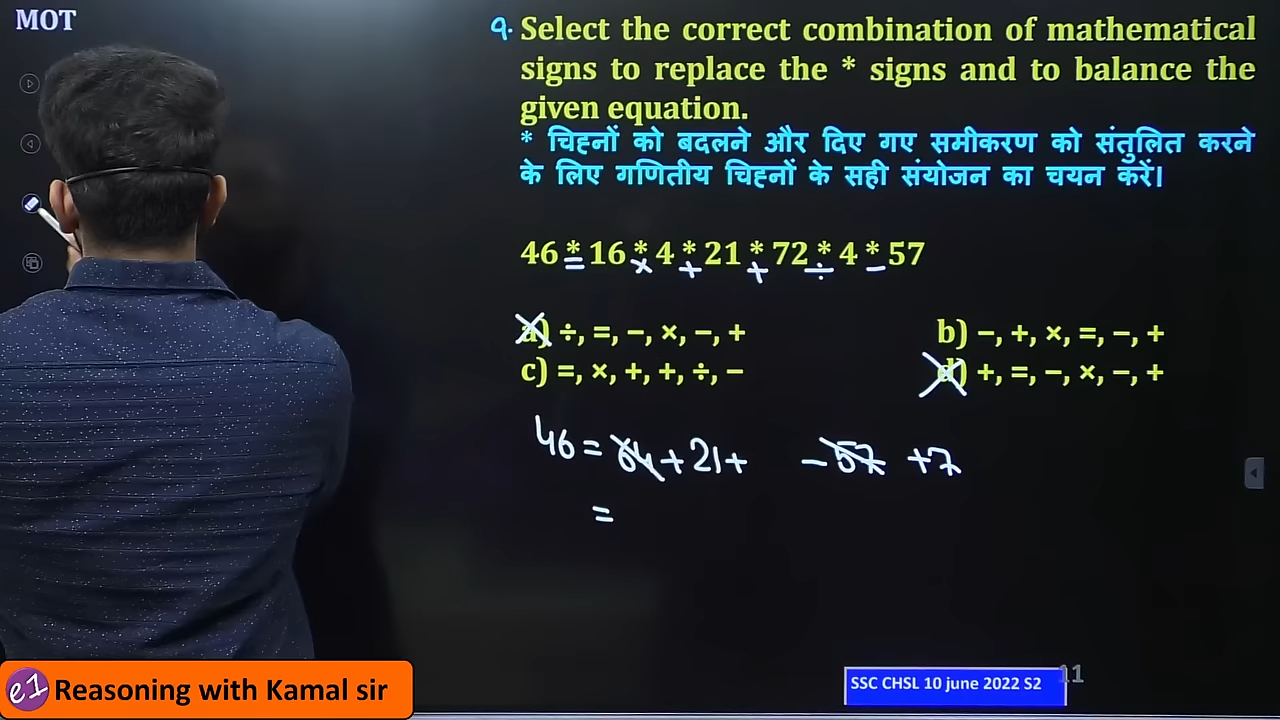 MOT
9. Select the correct combination of mathematical
signs to replace the * signs and to balance the
given equation.
* चिह्नों को बदलने और दिए गए समीकरण को संतुलित करने
के लिए गणितीय चिह्नों के सही संयोजन का चयन करें।
46 * 16 * 4 * 21 * 72 * 4 * 57
= × + + ÷ −
a) ÷, =, −, ×, −, + b) −, +, ×, =, −, +
c) =, ×, +, +, ÷, − d) +, =, −, ×, −, +
46 = 64 + 21 + − 57 + 7
=
e1 Reasoning with Kamal sir
SSC CHSL 10 june 2022 S2 11